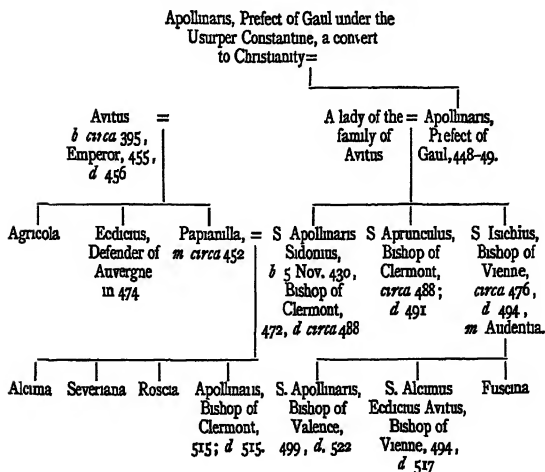 Apollinaris, Prefect of Gaul under the
Usurper Constantine, a convert
to Christianity=
Avitus =
b circa 395,
Emperor, 455,
d 456
A lady of the = Apollinaris,
family of
Avitus
Prefect of
Gaul, 448-49.
Agricola
Ecdicius,
Defender of
Auvergne
in 474
Papianilla, =
m circa 452
S Apollinaris
Sidonius,
b 5 Nov. 430,
Bishop of
Clermont,
472, d circa 488
S Aprunculus,
Bishop of
Clermont,
circa 488;
d 491
S Isichius,
Bishop of
Vienne,
circa 476,
d 494,
m Audentia.
Alcima
Severiana
Roscia
Apollinaris,
Bishop of
Clermont,
515; d 515.
S. Apollinaris,
Bishop of
Valence,
499, d. 522
S. Alcimus
Ecdicius Avitus,
Bishop of
Vienne, 494,
d 517
Fuscina